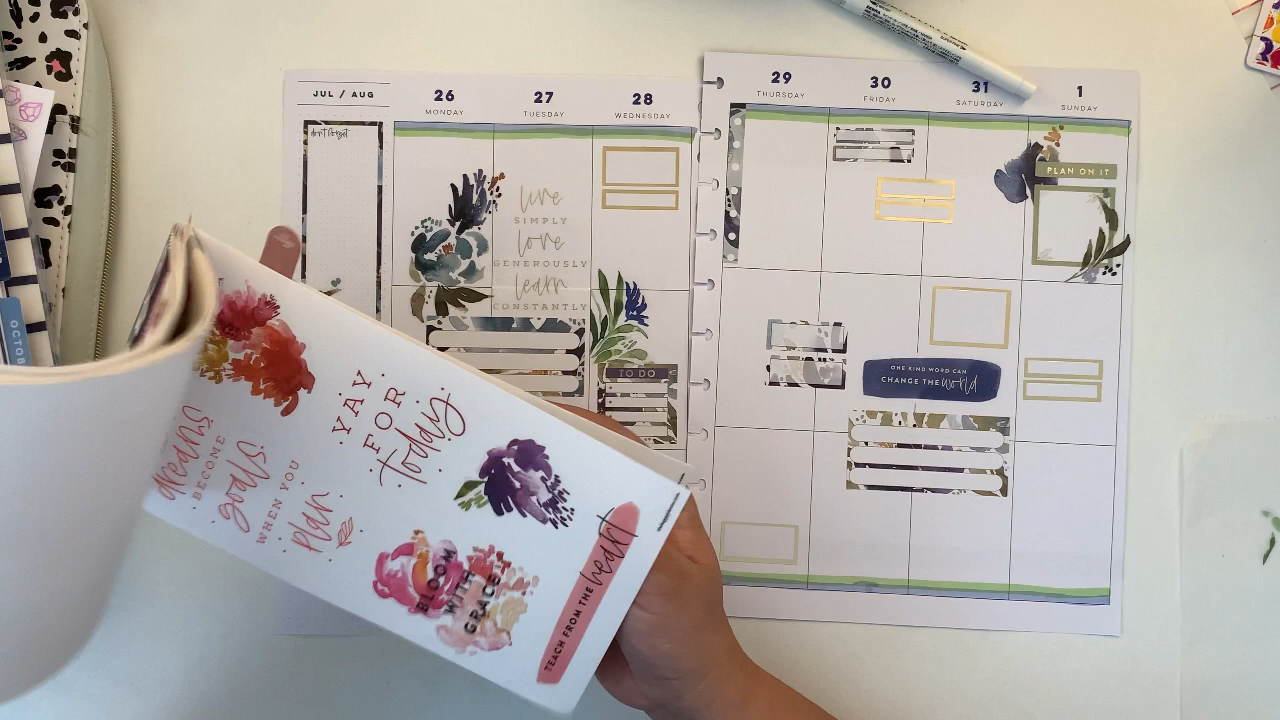 JUL / AUG
26
MONDAY
27
TUESDAY
28
WEDNESDAY
29
THURSDAY
30
FRIDAY
31
SATURDAY
1
SUNDAY
don't forget
live
SIMPLY
love
GENEROUSLY
learn
CONSTANTLY
TO DO
PLAN ON IT
ONE KIND WORD CAN
CHANGE THE world
dreams
BECOME
goals
WHEN YOU
plan
YAY
FOR
today
BLOOM
WITH
GRACE
TEACH FROM THE heart
OCTOB